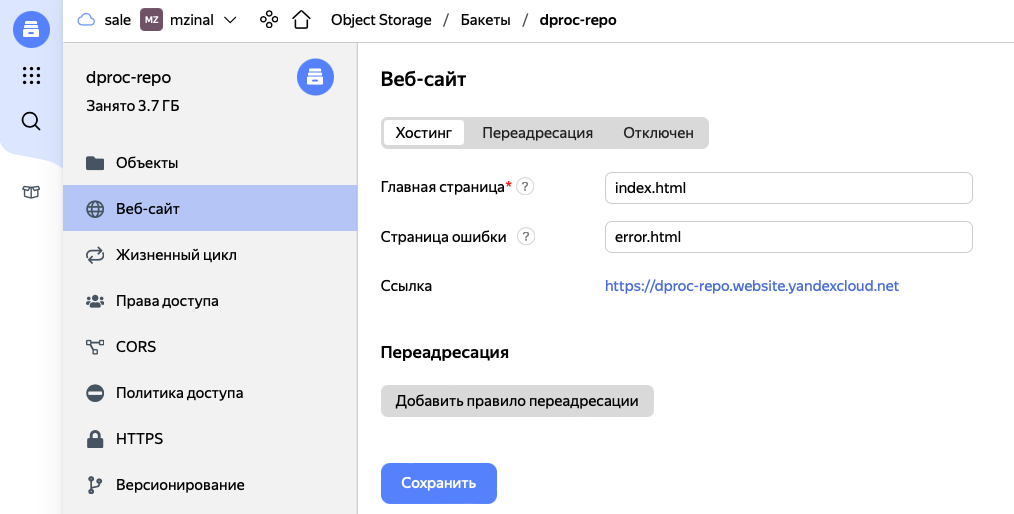 sale MZ mzinal Object Storage / Бакеты / dproc-repo
dproc-repo
Занято 3.7 ГБ
Объекты
Веб-сайт
Жизненный цикл
Права доступа
CORS
Политика доступа
HTTPS
Версионирование
Веб-сайт
Хостинг Переадресация Отключен
Главная страница* ? index.html
Страница ошибки ? error.html
Ссылка https://dproc-repo.website.yandexcloud.net
Переадресация
Добавить правило переадресации
Сохранить